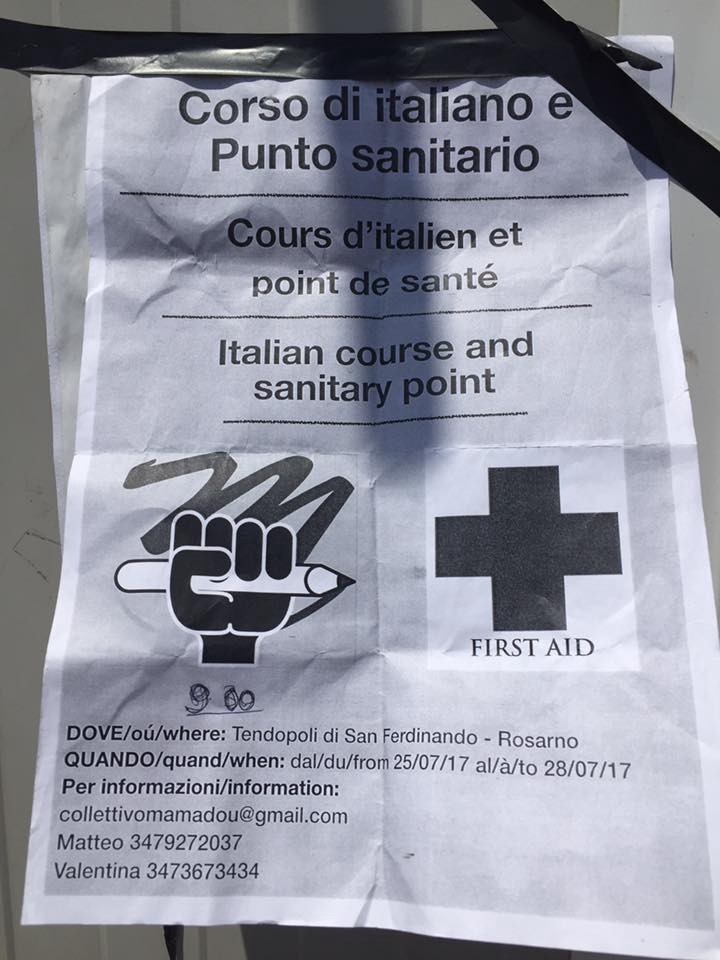 Corso di italiano e
Punto sanitario
Cours d'italien et
point de santé
Italian course and
sanitary point
FIRST AID
DOVE/oú/where: Tendopoli di San Ferdinando - Rosarno
QUANDO/quand/when: dal/du/from 25/07/17 al/à/to 28/07/17
Per informazioni/information:
collettivomamadou@gmail.com
Matteo 3479272037
Valentina 3473673434